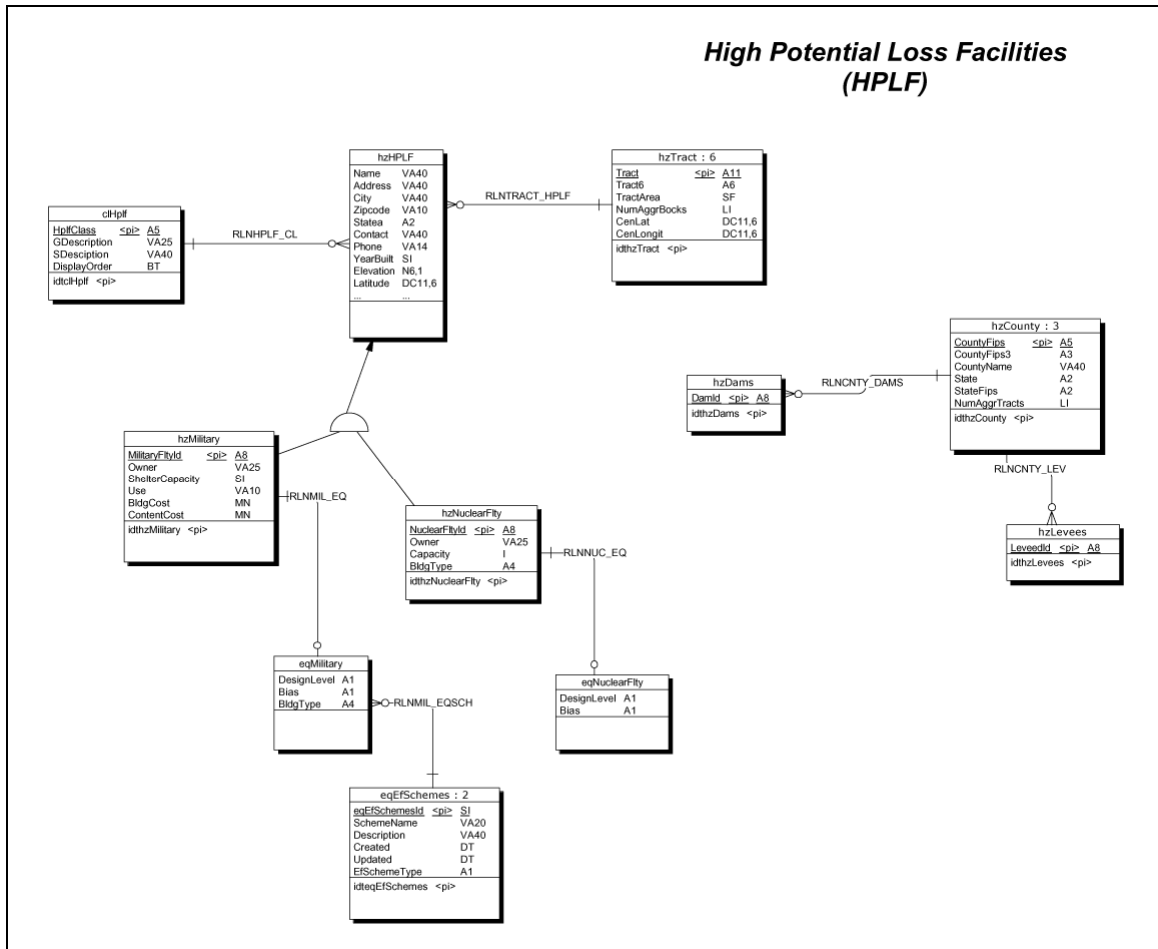 High Potential Loss Facilities
(HPLF)
hzHPLF
Name VA40
Address VA40
City VA40
Zipcode VA10
Statea A2
Contact VA40
Phone VA14
YearBuilt SI
Elevation N6,1
Latitude DC11,6
... ...
hzTract : 6
Tract <pi> A11
Tract6 A6
TractArea SF
NumAggrBocks LI
CenLat DC11,6
CenLongit DC11,6
idthzTract <pi>
RLNTRACT_HPLF
clHplf
HplfClass <pi> A5
GDescription VA25
SDesciption VA40
DisplayOrder BT
idtclHplf <pi>
RLNHPLF_CL
hzCounty : 3
CountyFips <pi> A5
CountyFips3 A3
CountyName VA40
State A2
StateFips A2
NumAggrTracts LI
idthzCounty <pi>
hzDams
DamId <pi> A8
idthzDams <pi>
RLNCNTY_DAMS
RLNCNTY_LEV
hzLevees
LeveedId <pi> A8
idthzLevees <pi>
hzMilitary
MilitaryFltyId <pi> A8
Owner VA25
ShelterCapacity SI
Use VA10
BldgCost MN
ContentCost MN
idthzMilitary <pi>
RLNMIL_EQ
hzNuclearFlty
NuclearFltyId <pi> A8
Owner VA25
Capacity I
BldgType A4
idthzNuclearFlty <pi>
RLNNUC_EQ
eqMilitary
DesignLevel A1
Bias A1
BldgType A4
RLNMIL_EQSCH
eqNuclearFlty
DesignLevel A1
Bias A1
eqEfSchemes : 2
eqEfSchemesId <pi> SI
SchemeName VA20
Description VA40
Created DT
Updated DT
EfSchemeType A1
idteqEfSchemes <pi>